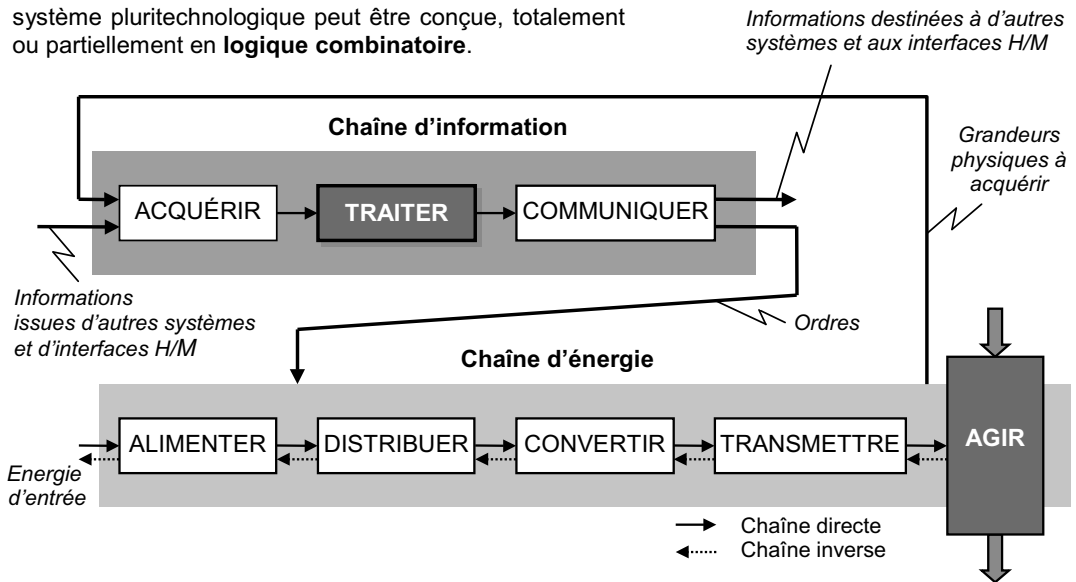 système pluritechnologique peut être conçue, totalement
ou partiellement en logique combinatoire.
Informations destinées à d'autres
systèmes et aux interfaces H/M
Chaîne d'information
Grandeurs
physiques à
acquérir
ACQUÉRIR
TRAITER
COMMUNIQUER
Informations
issues d'autres systèmes
et d'interfaces H/M
Ordres
Chaîne d'énergie
ALIMENTER
DISTRIBUER
CONVERTIR
TRANSMETTRE
AGIR
Energie
d'entrée
Chaîne directe
Chaîne inverse